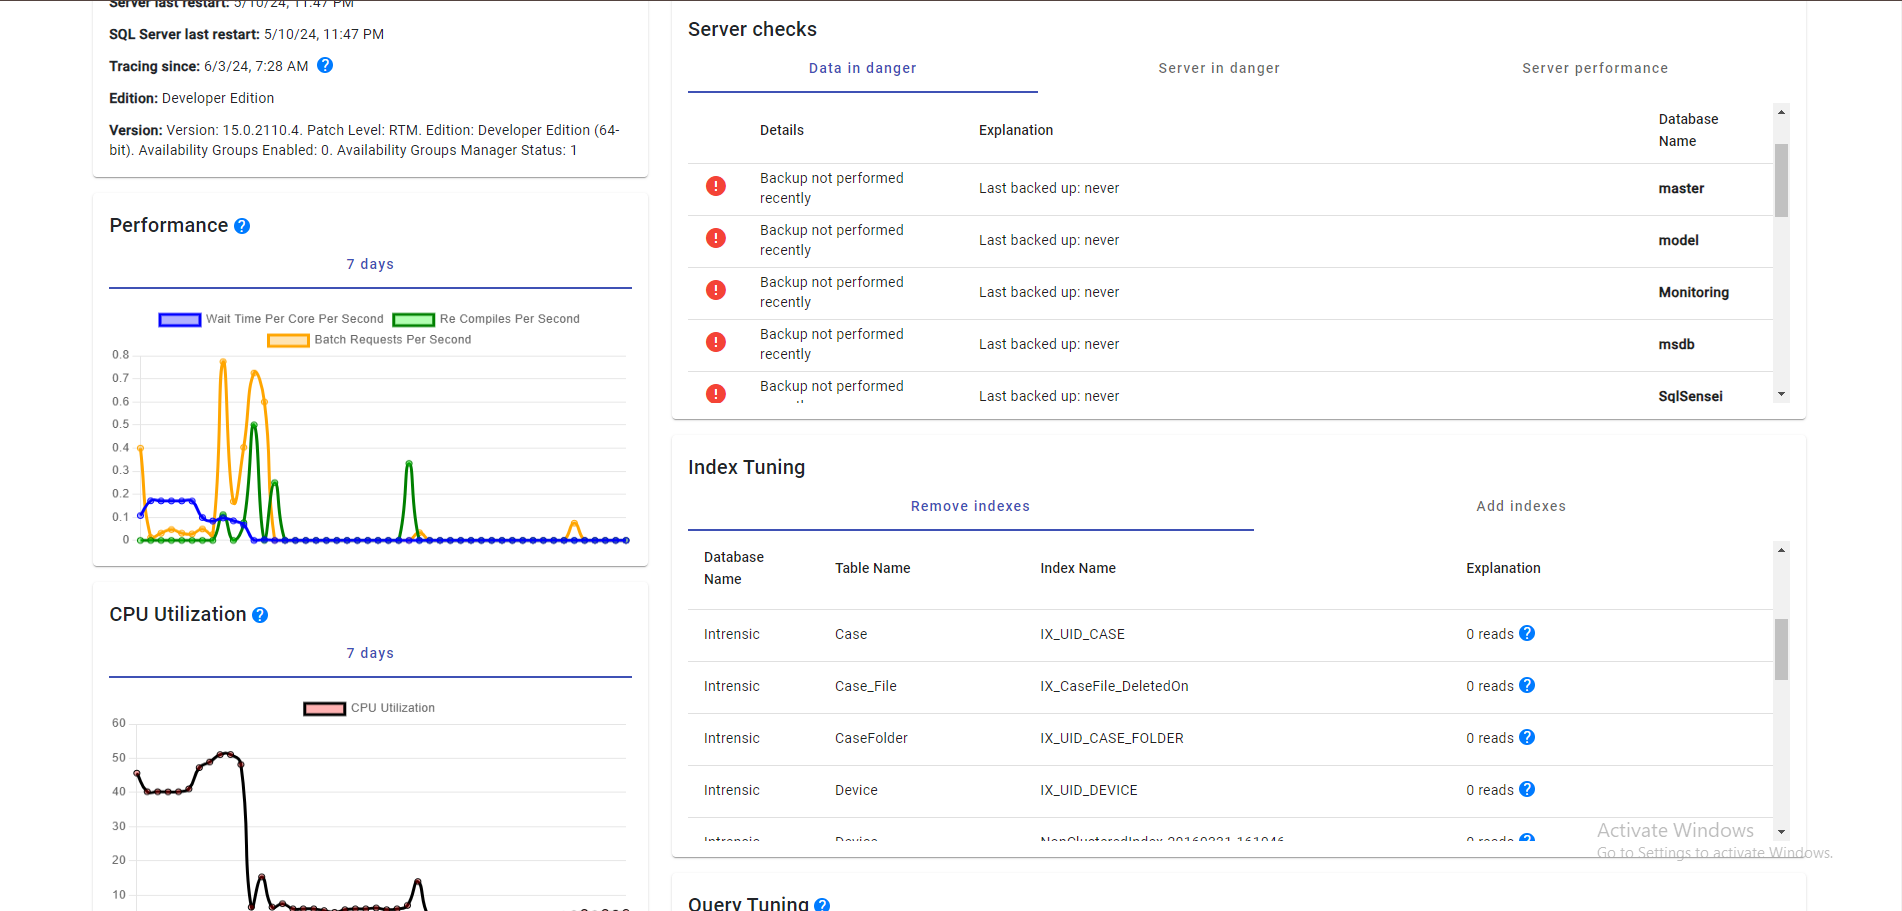 Server last restart: 5/10/24, 11:47 PM
SQL Server last restart: 5/10/24, 11:47 PM
Tracing since: 6/3/24, 7:28 AM ?
Edition: Developer Edition
Version: Version: 15.0.2110.4. Patch Level: RTM. Edition: Developer Edition (64-
bit). Availability Groups Enabled: 0. Availability Groups Manager Status: 1
Performance ?
7 days
Wait Time Per Core Per Second Re Compiles Per Second
Batch Requests Per Second
0.8
0.7
0.6
0.5
0.4
0.3
0.2
0.1
0
CPU Utilization ?
7 days
CPU Utilization
60
50
40
30
20
10
Server checks
Data in danger Server in danger Server performance
Details Explanation Database
Name
! Backup not performed
recently Last backed up: never master
! Backup not performed
recently Last backed up: never model
! Backup not performed
recently Last backed up: never Monitoring
! Backup not performed
recently Last backed up: never msdb
! Backup not performed
Last backed up: never SqlSensei
Index Tuning
Remove indexes Add indexes
Database
Name Table Name Index Name Explanation
Intrensic Case IX_UID_CASE 0 reads ?
Intrensic Case_File IX_CaseFile_DeletedOn 0 reads ?
Intrensic CaseFolder IX_UID_CASE_FOLDER 0 reads ?
Intrensic Device IX_UID_DEVICE 0 reads ?
Intrensic Device 0 reads ?
Activate Windows
Go to Settings to activate Windows.
Query Tuning ?